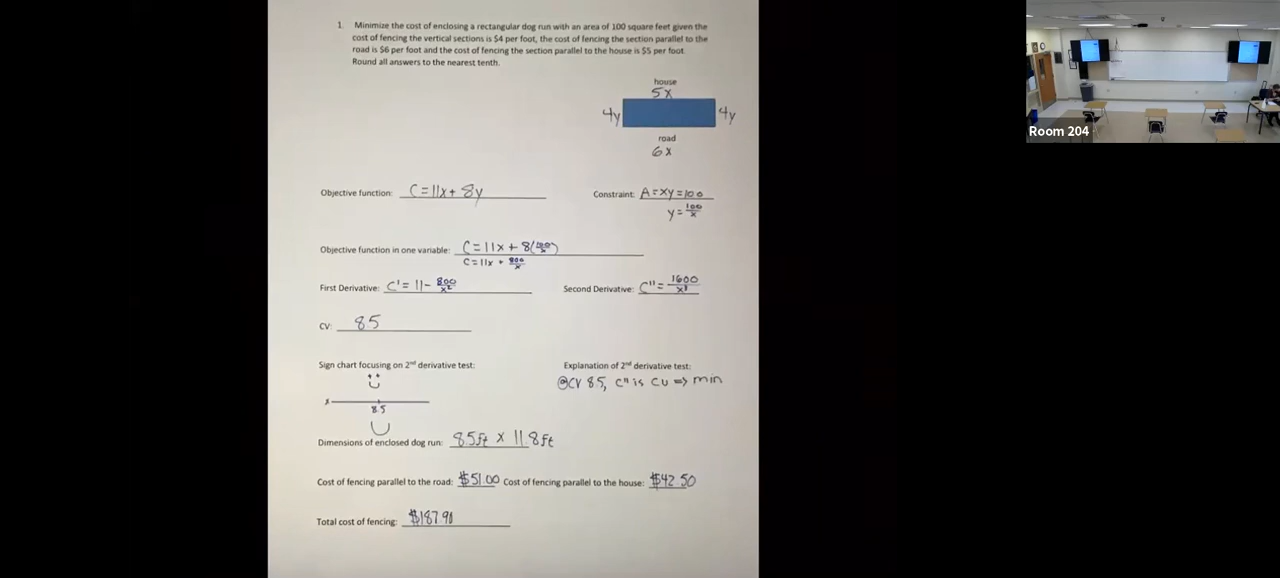 1. Minimize the cost of enclosing a rectangular dog run with an area of 100 square feet given the
cost of fencing the vertical sections is $4 per foot, the cost of fencing the section parallel to the
road is $6 per foot and the cost of fencing the section parallel to the house is $5 per foot.
Round all answers to the nearest tenth.
house
5x
4y
4y
road
6x
Objective function: C=11x+8y
Constraint: A=xy=100
y=100/x
Objective function in one variable: C=11x+8(100/x)
C=11x+800/x
First Derivative: C'=11-800/x²
Second Derivative: C''=1600/x³
CV: 8.5
Sign chart focusing on 2nd derivative test:
Explanation of 2nd derivative test:
@CV 8.5, C'' is CU => min
++
x
8.5
Dimensions of enclosed dog run: 8.5ft x 11.8ft
Cost of fencing parallel to the road: $51.00 Cost of fencing parallel to the house: $42.50
Total cost of fencing: $187.90
Room 204